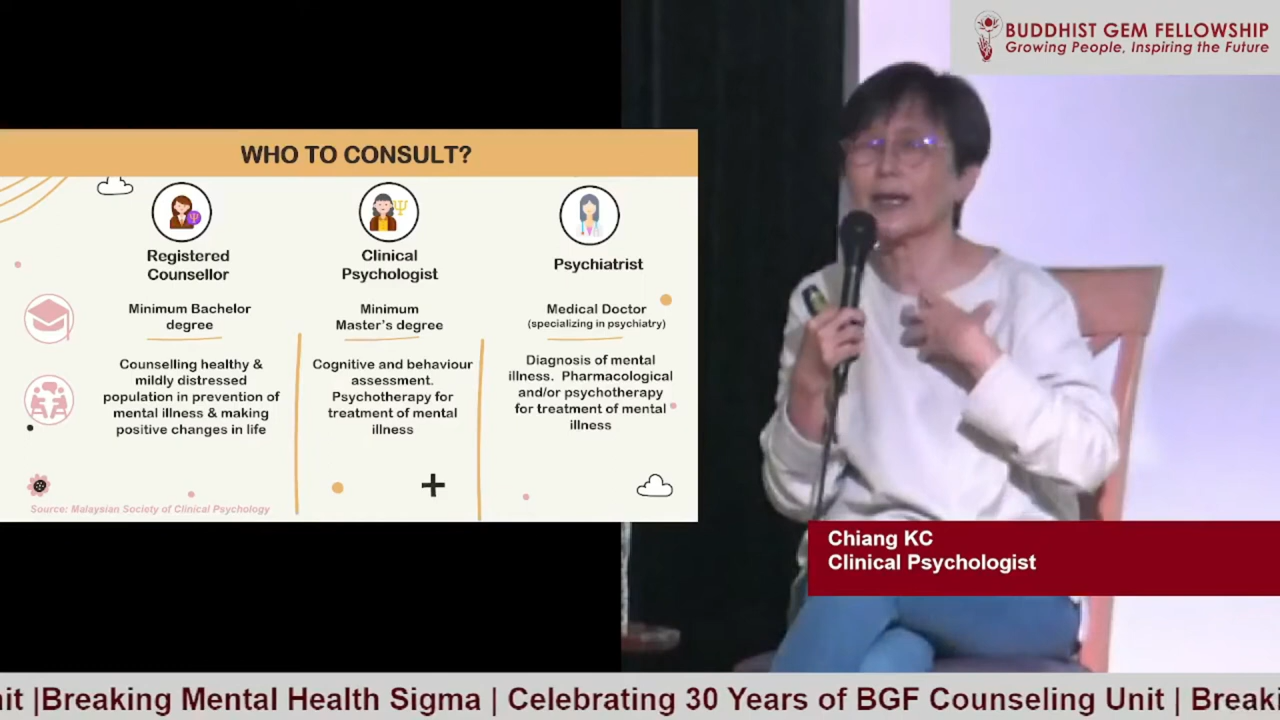 BUDDHIST GEM FELLOWSHIP
Growing People, Inspiring the Future
WHO TO CONSULT?
Registered
Counsellor
Minimum Bachelor
degree
Counselling healthy &
mildly distressed
population in prevention of
mental illness & making
positive changes in life
Clinical
Psychologist
Minimum
Master's degree
Cognitive and behaviour
assessment.
Psychotherapy for
treatment of mental
illness
Psychiatrist
Medical Doctor
(specializing in psychiatry)
Diagnosis of mental
illness. Pharmacological
and/or psychotherapy
for treatment of mental
illness
Source: Malaysian Society of Clinical Psychology
Chiang KC
Clinical Psychologist
nit |Breaking Mental Health Sigma | Celebrating 30 Years of BGF Counseling Unit | Breaki